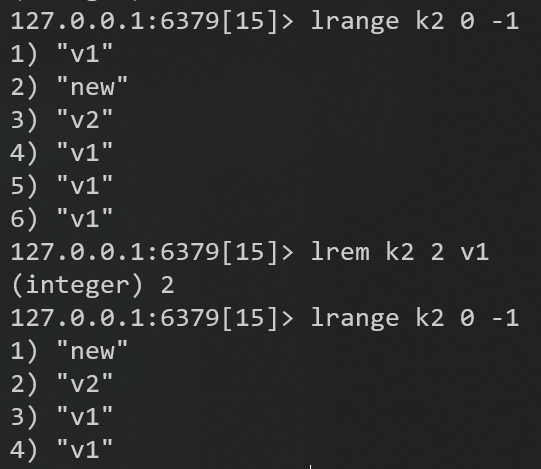 127.0.0.1:6379[15]> lrange k2 0 -1
1) "v1"
2) "new"
3) "v2"
4) "v1"
5) "v1"
6) "v1"
127.0.0.1:6379[15]> lrem k2 2 v1
(integer) 2
127.0.0.1:6379[15]> lrange k2 0 -1
1) "new"
2) "v2"
3) "v1"
4) "v1"